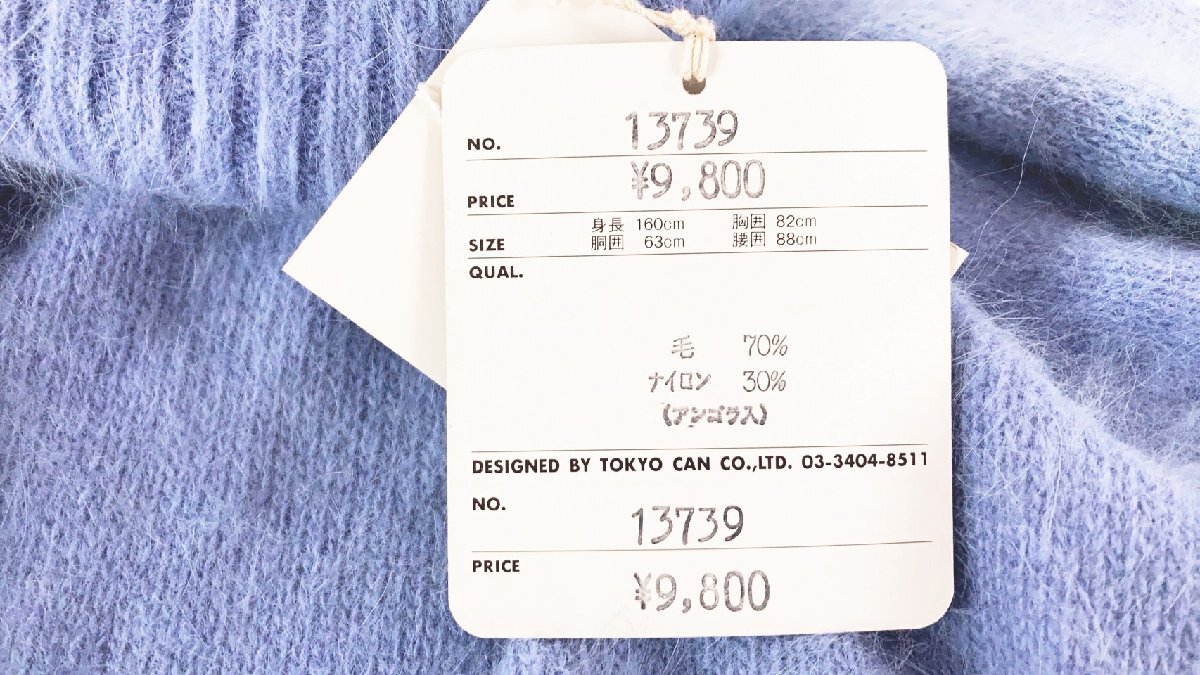 NO. 13739
PRICE ¥9,800
SIZE 身長 160cm 胸囲 82cm
胴囲 63cm 腰囲 88cm
QUAL.
毛 70%
ナイロン 30%
(アンゴラ入)
DESIGNED BY TOKYO CAN CO.,LTD. 03-3404-8511
NO. 13739
PRICE ¥9,800